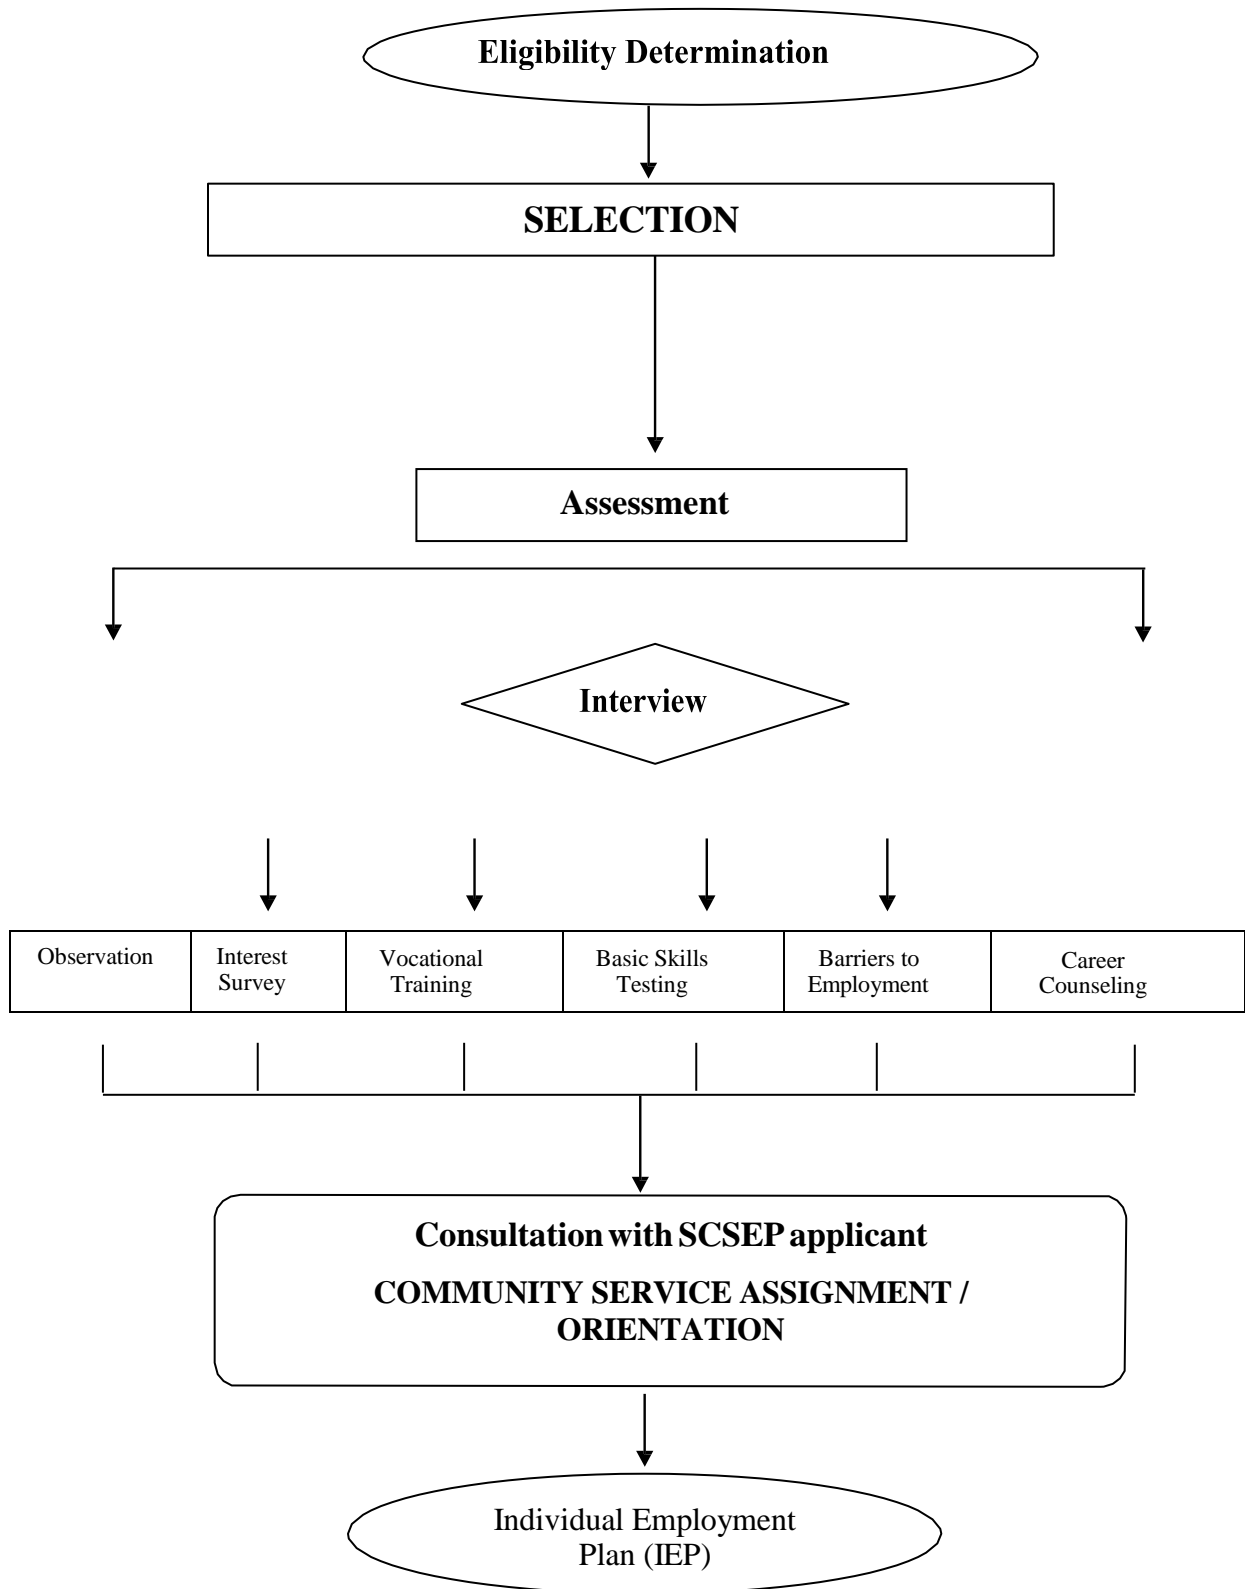 Eligibility Determination
SELECTION
Assessment
Interview
Observation
Interest
Survey
Vocational
Training
Basic Skills
Testing
Barriers to
Employment
Career
Counseling
Consultation with SCSEP applicant
COMMUNITY SERVICE ASSIGNMENT /
ORIENTATION
Individual Employment
Plan (IEP)